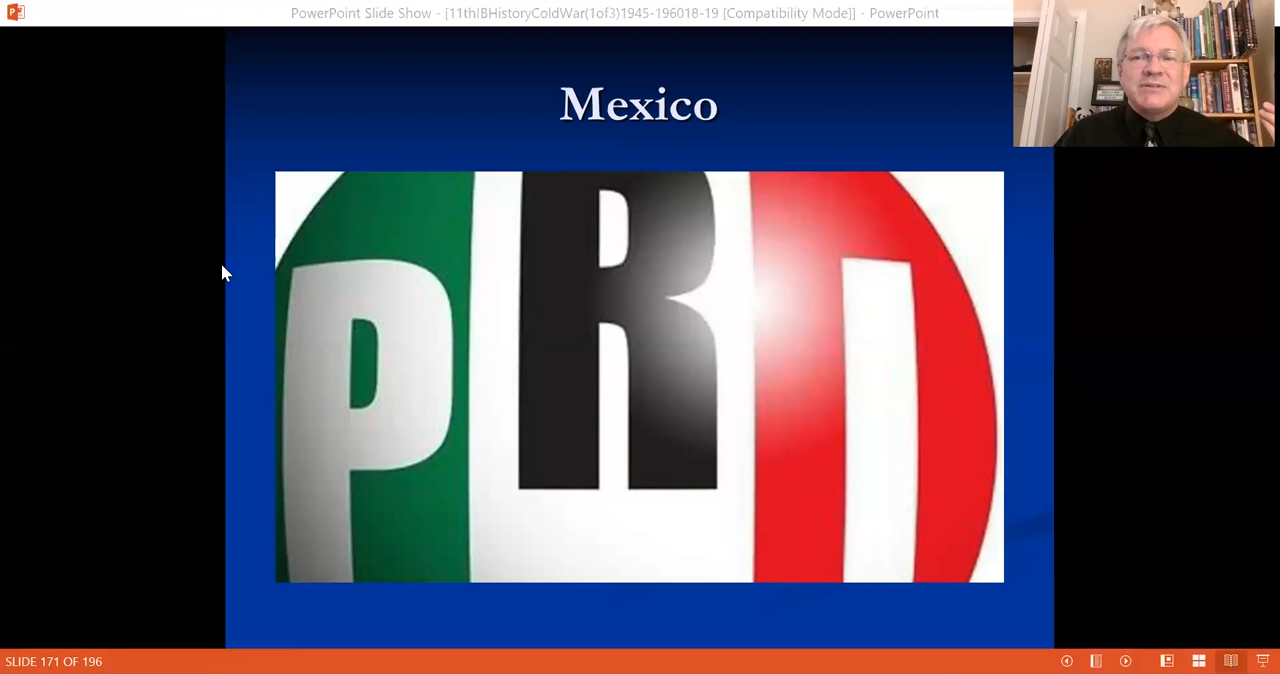 PowerPoint Slide Show - [11thIBHistoryColdWar(1of3)1945-196018-19 [Compatibility Mode]] - PowerPoint
Mexico
PRI
SLIDE 171 OF 196